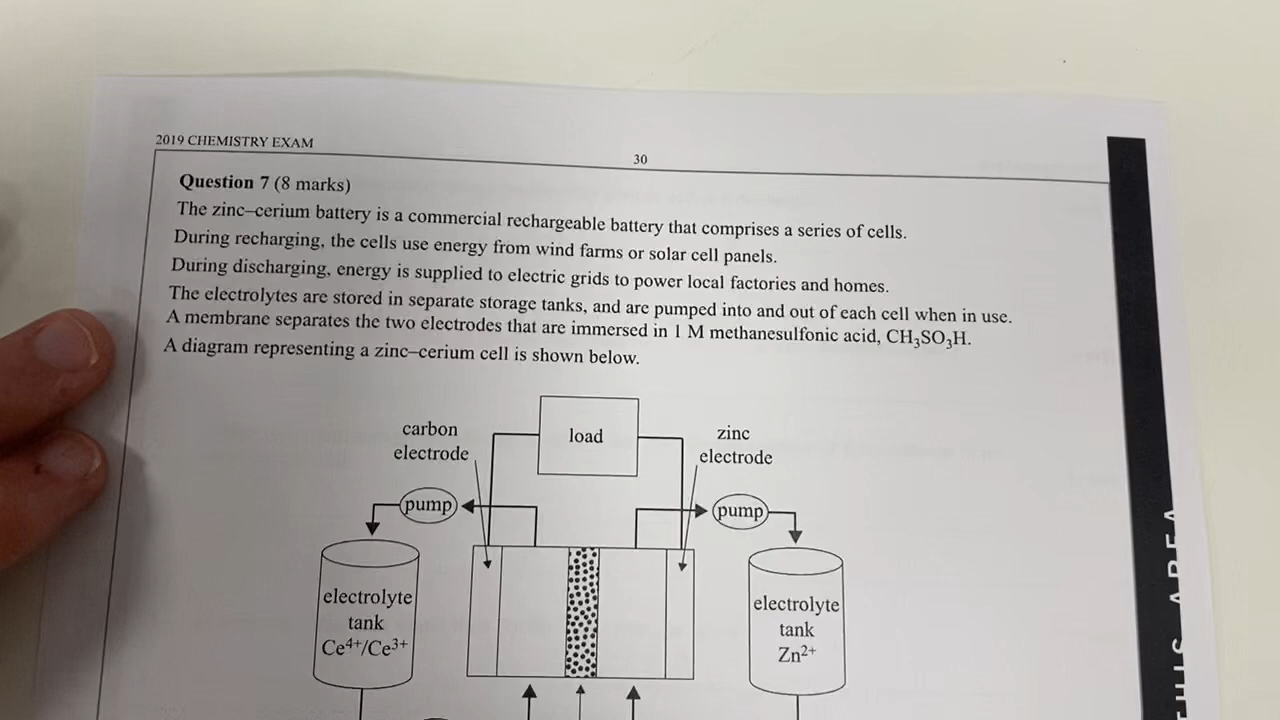 2019 CHEMISTRY EXAM
30
Question 7 (8 marks)
The zinc–cerium battery is a commercial rechargeable battery that comprises a series of cells.
During recharging, the cells use energy from wind farms or solar cell panels.
During discharging, energy is supplied to electric grids to power local factories and homes.
The electrolytes are stored in separate storage tanks, and are pumped into and out of each cell when in use.
A membrane separates the two electrodes that are immersed in 1 M methanesulfonic acid, CH₃SO₃H.
A diagram representing a zinc–cerium cell is shown below.
load
carbon
electrode
zinc
electrode
pump
pump
electrolyte
tank
Ce⁴⁺/Ce³⁺
electrolyte
tank
Zn²⁺
THIS AREA